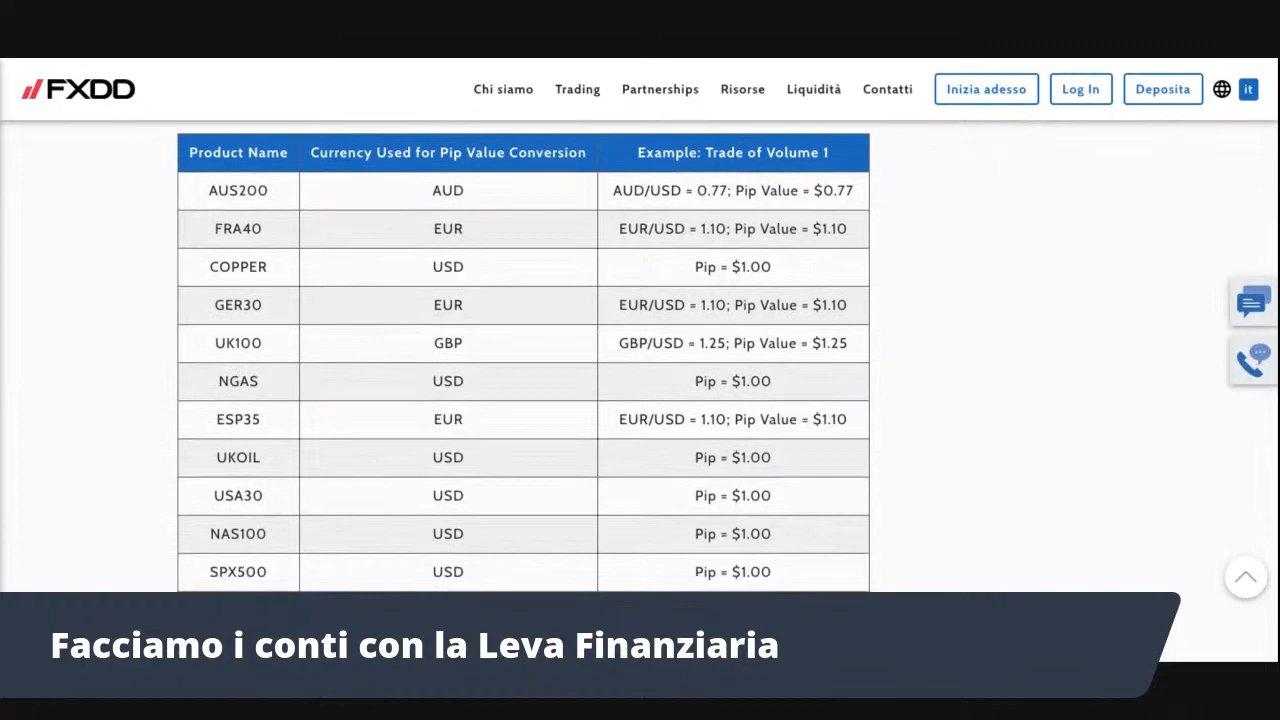 FXDD
Chi siamo Trading Partnerships Risorse Liquidità Contatti Inizia adesso Log In Deposita it
Product Name Currency Used for Pip Value Conversion Example: Trade of Volume 1
AUS200 AUD AUD/USD = 0.77; Pip Value = $0.77
FRA40 EUR EUR/USD = 1.10; Pip Value = $1.10
COPPER USD Pip = $1.00
GER30 EUR EUR/USD = 1.10; Pip Value = $1.10
UK100 GBP GBP/USD = 1.25; Pip Value = $1.25
NGAS USD Pip = $1.00
ESP35 EUR EUR/USD = 1.10; Pip Value = $1.10
UKOIL USD Pip = $1.00
USA30 USD Pip = $1.00
NAS100 USD Pip = $1.00
SPX500 USD Pip = $1.00
Facciamo i conti con la Leva Finanziaria